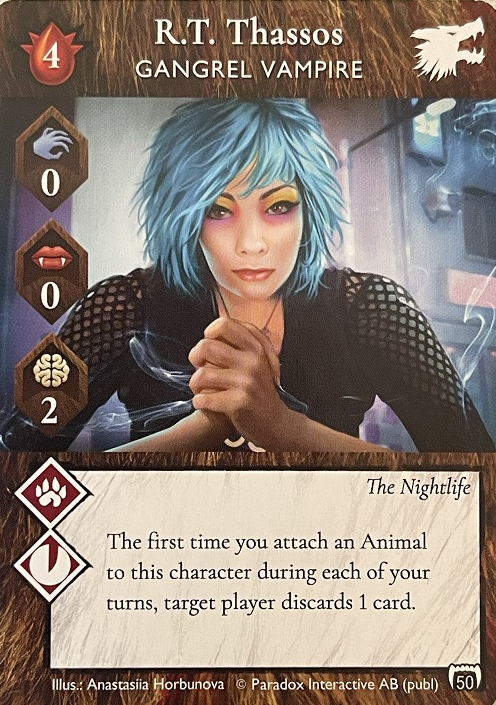 R.T. Thassos
4
GANGREL VAMPIRE
0
0
2
The Nightlife
The first time you attach an Animal
to this character during each of your
turns, target player discards 1 card.
Illus.: Anastasiia Horbunova © Paradox Interactive AB (publ)
50